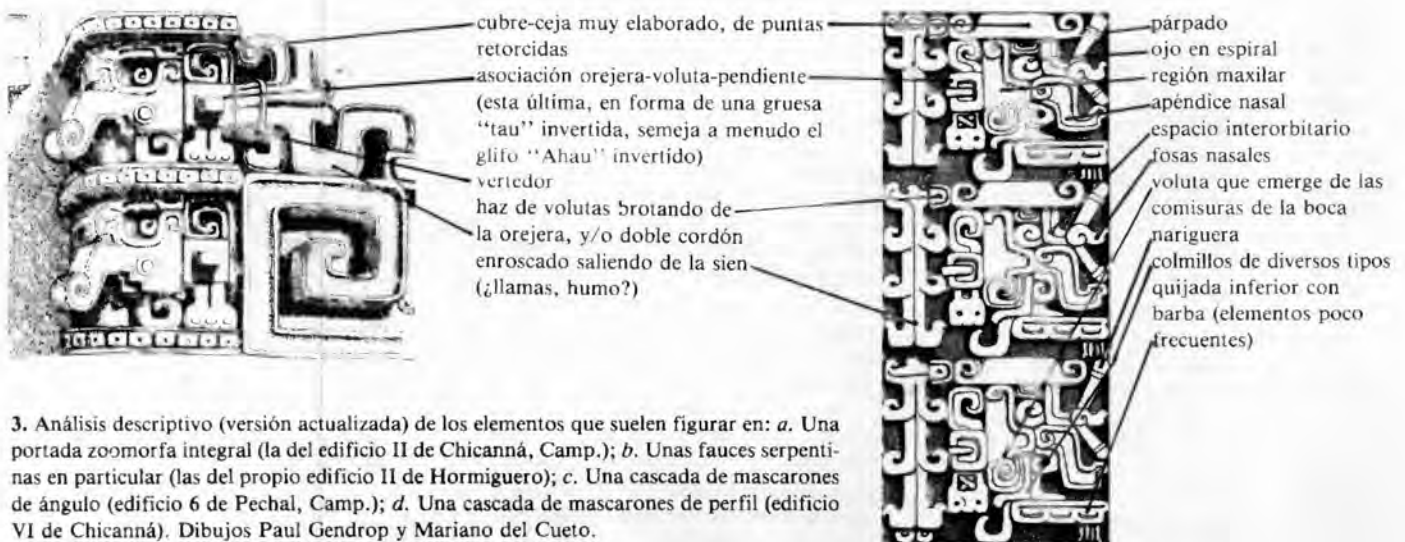 cubre-ceja muy elaborado, de puntas
retorcidas
asociación orejera-voluta-pendiente
(esta última, en forma de una gruesa
"tau" invertida, semeja a menudo el
glifo "Ahau" invertido)
vertedor
haz de volutas brotando de
la orejera, y/o doble cordón
enroscado saliendo de la sien
(¿llamas, humo?)
párpado
ojo en espiral
región maxilar
apéndice nasal
espacio interorbitario
fosas nasales
voluta que emerge de las
comisuras de la boca
nariguera
colmillos de diversos tipos
quijada inferior con
barba (elementos poco
frecuentes)
3. Análisis descriptivo (versión actualizada) de los elementos que suelen figurar en: a. Una
portada zoomorfa integral (la del edificio II de Chicanná, Camp.); b. Unas fauces serpenti-
nas en particular (las del propio edificio II de Hormiguero); c. Una cascada de mascarones
de ángulo (edificio 6 de Pechal, Camp.); d. Una cascada de mascarones de perfil (edificio
VI de Chicanná). Dibujos Paul Gendrop y Mariano del Cueto.